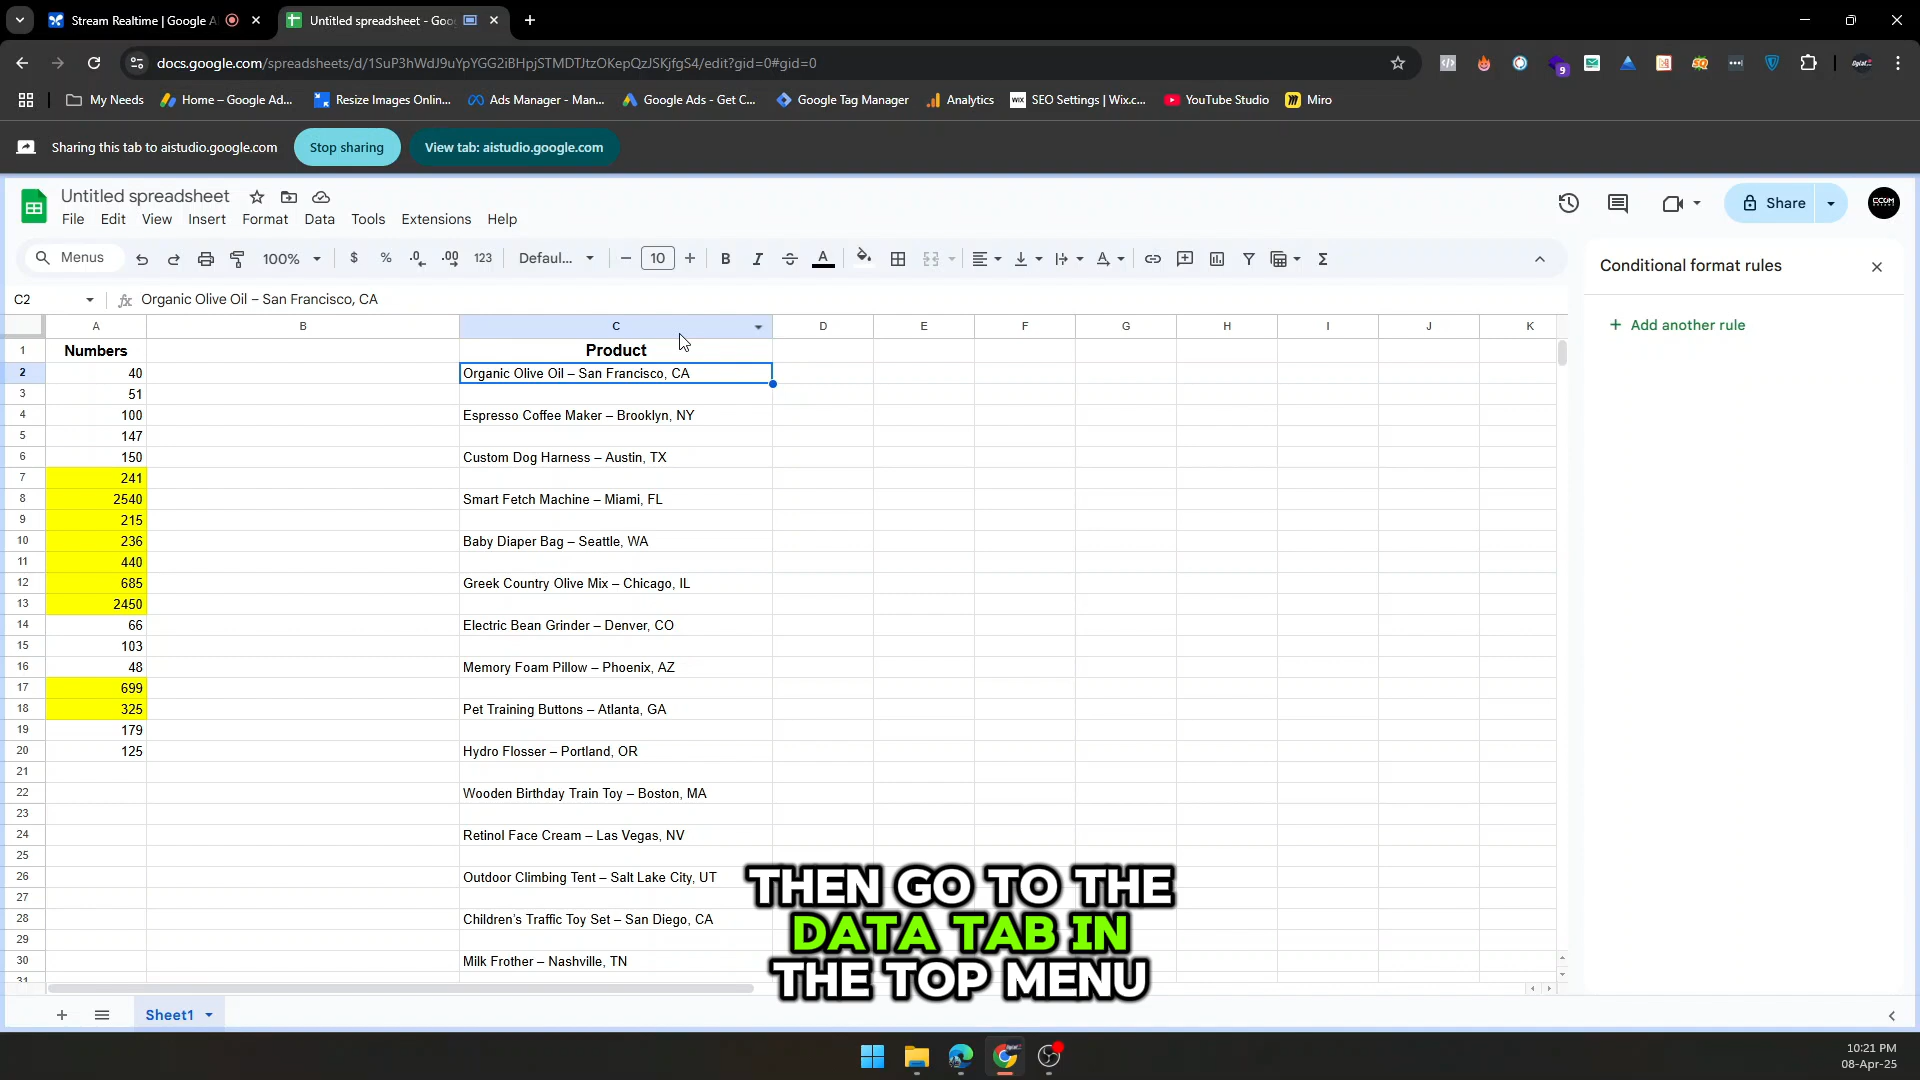 Stream Realtime | Google A
Untitled spreadsheet - Goo
docs.google.com/spreadsheets/d/1SuP3hWdJ9uYpYGG2iBHpjSTMDTJtzOKepQzJSKjfgS4/edit?gid=0#gid=0
9
My Needs
Home – Google Ad...
Resize Images Onlin...
Ads Manager - Man...
Google Ads - Get C...
Google Tag Manager
Analytics
WIX SEO Settings | Wix.c...
YouTube Studio
Miro
Sharing this tab to aistudio.google.com
Stop sharing
View tab: aistudio.google.com
Untitled spreadsheet
File Edit View Insert Format Data Tools Extensions Help
Share
Menus
100%
$ % .0 .00 123
Defaul...
10
B I A Σ
Conditional format rules
Add another rule
C2
fx Organic Olive Oil – San Francisco, CA
A B C D E F G H I J K
1 Numbers Product
2 40 Organic Olive Oil – San Francisco, CA
3 51
4 100 Espresso Coffee Maker – Brooklyn, NY
5 147
6 150 Custom Dog Harness – Austin, TX
7 241
8 2540 Smart Fetch Machine – Miami, FL
9 215
10 236 Baby Diaper Bag – Seattle, WA
11 440
12 685 Greek Country Olive Mix – Chicago, IL
13 2450
14 66 Electric Bean Grinder – Denver, CO
15 103
16 48 Memory Foam Pillow – Phoenix, AZ
17 699
18 325 Pet Training Buttons – Atlanta, GA
19 179
20 125 Hydro Flosser – Portland, OR
21
22 Wooden Birthday Train Toy – Boston, MA
23
24 Retinol Face Cream – Las Vegas, NV
25
26 Outdoor Climbing Tent – Salt Lake City, UT
27
28 Children's Traffic Toy Set – San Diego, CA
29
30 Milk Frother – Nashville, TN
31
THEN GO TO THE
DATA TAB IN
THE TOP MENU
Sheet1
10:21 PM
08-Apr-25